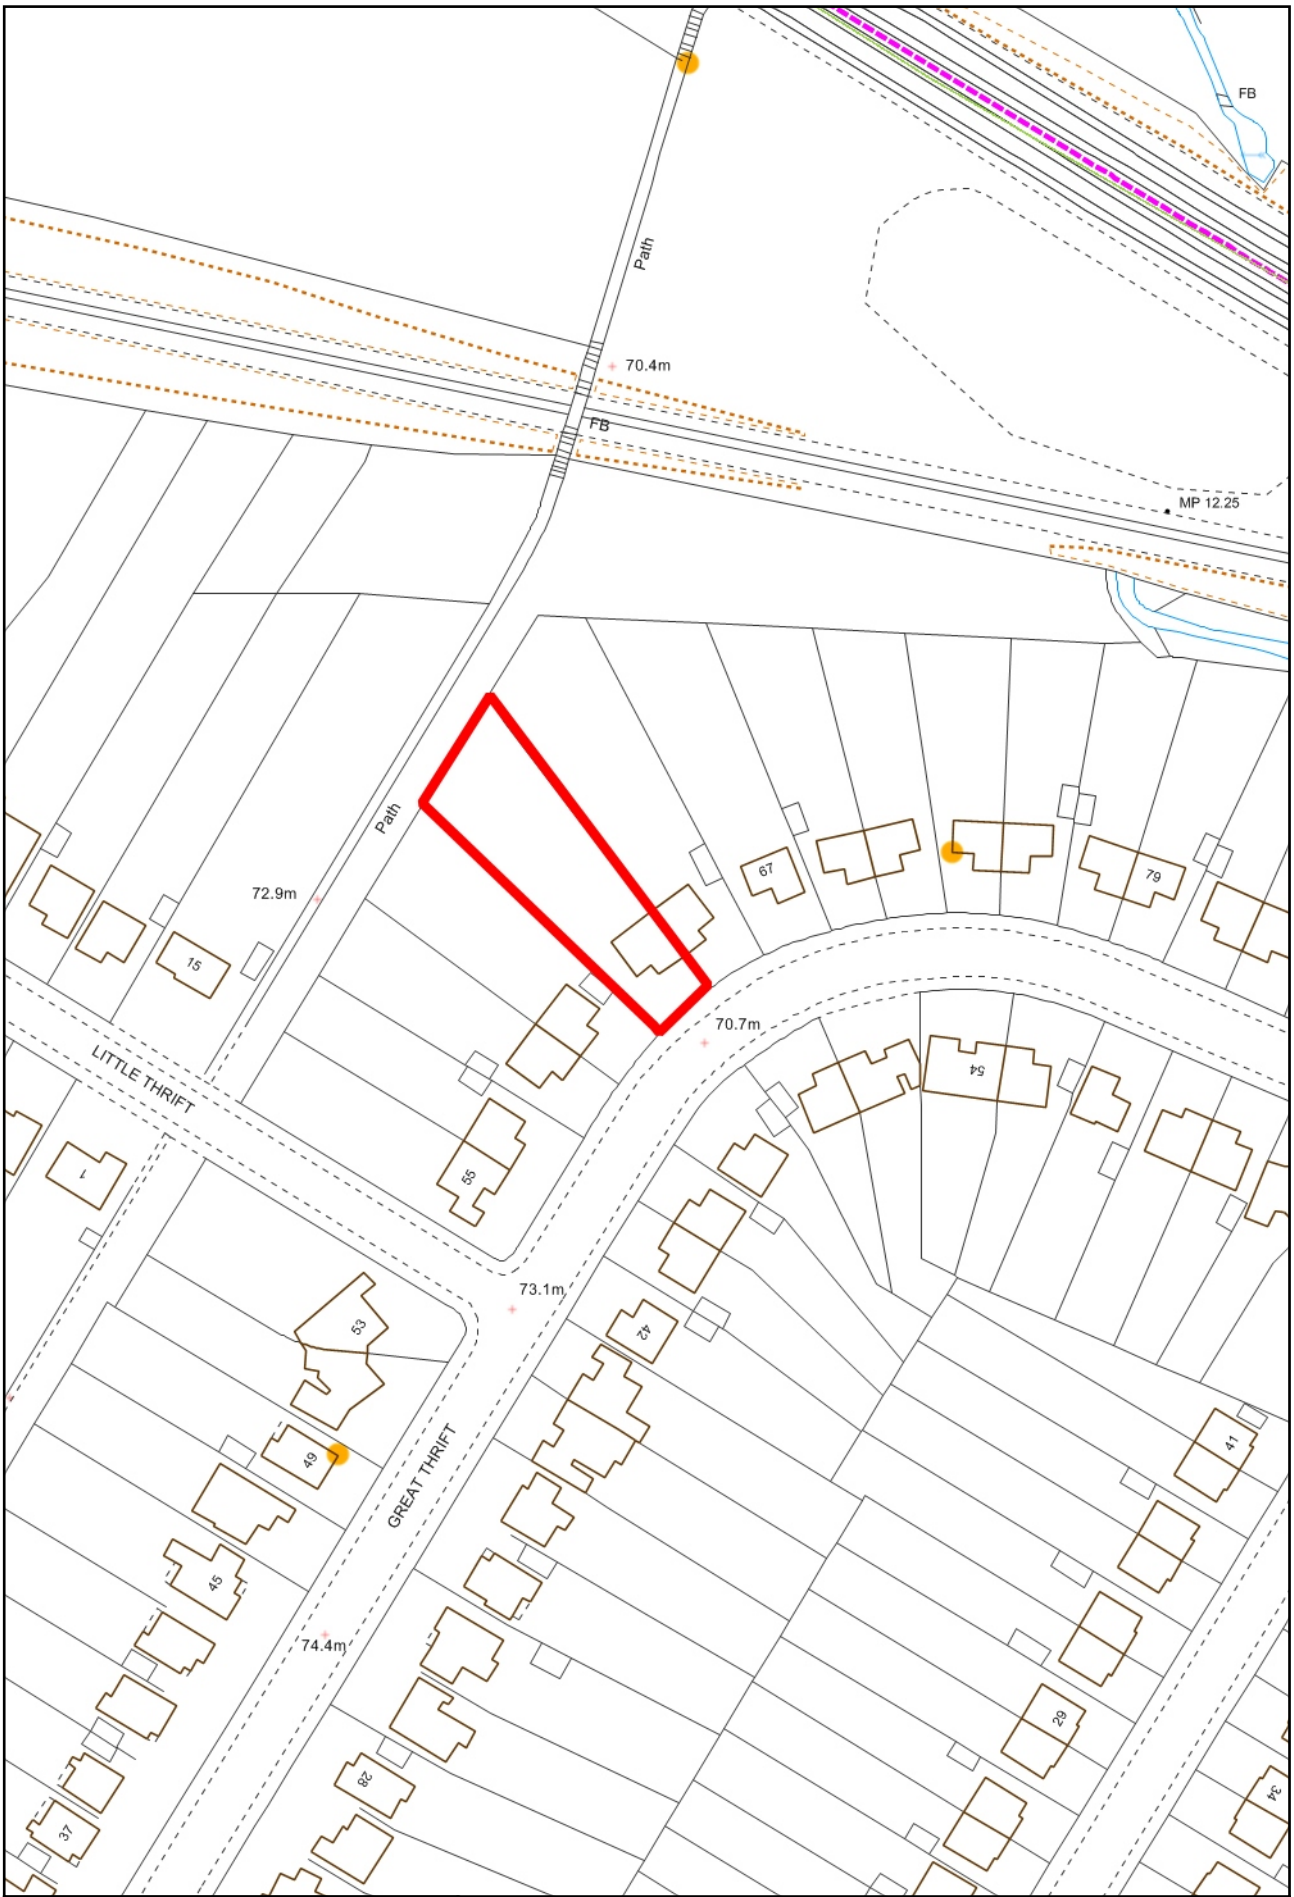 FB
Path
70.4m
FB
MP 12.25
Path
72.9m
67
79
15
70.7m
LITTLE THRIFT
54
55
1
73.1m
53
42
49
41
GREAT THRIFT
45
74.4m
29
28
34
37